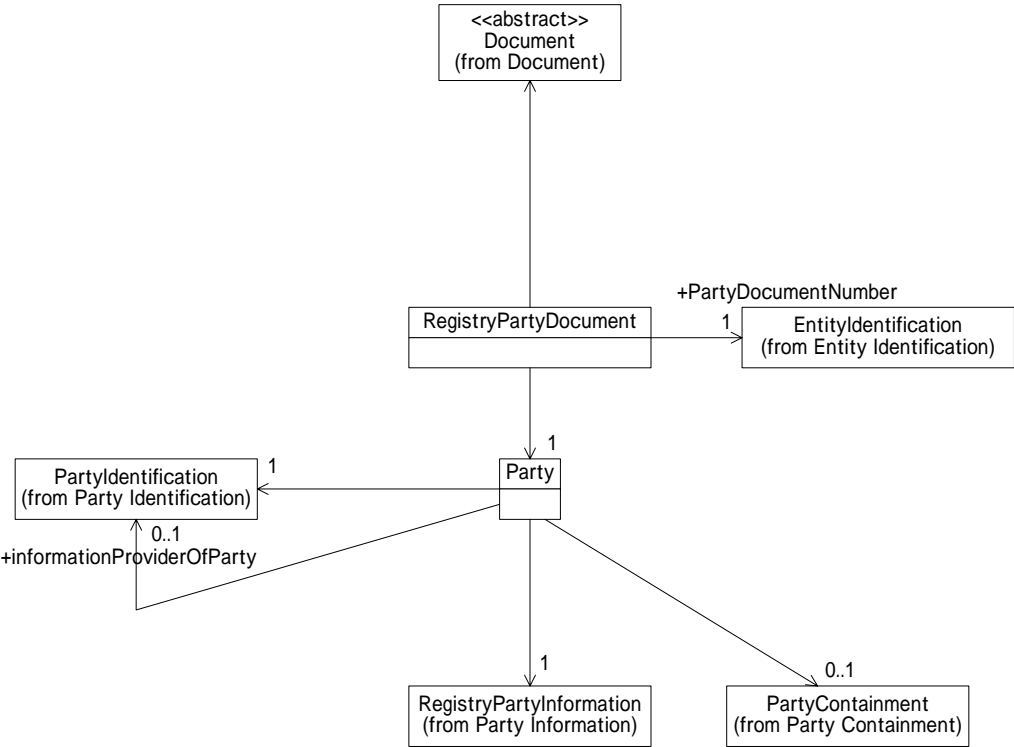 <<abstract>>
Document
(from Document)
+PartyDocumentNumber
RegistryPartyDocument
1
EntityIdentification
(from Entity Identification)
1
Party
PartyIdentification
(from Party Identification)
1
0..1
+informationProviderOfParty
1
0..1
RegistryPartyInformation
(from Party Information)
PartyContainment
(from Party Containment)